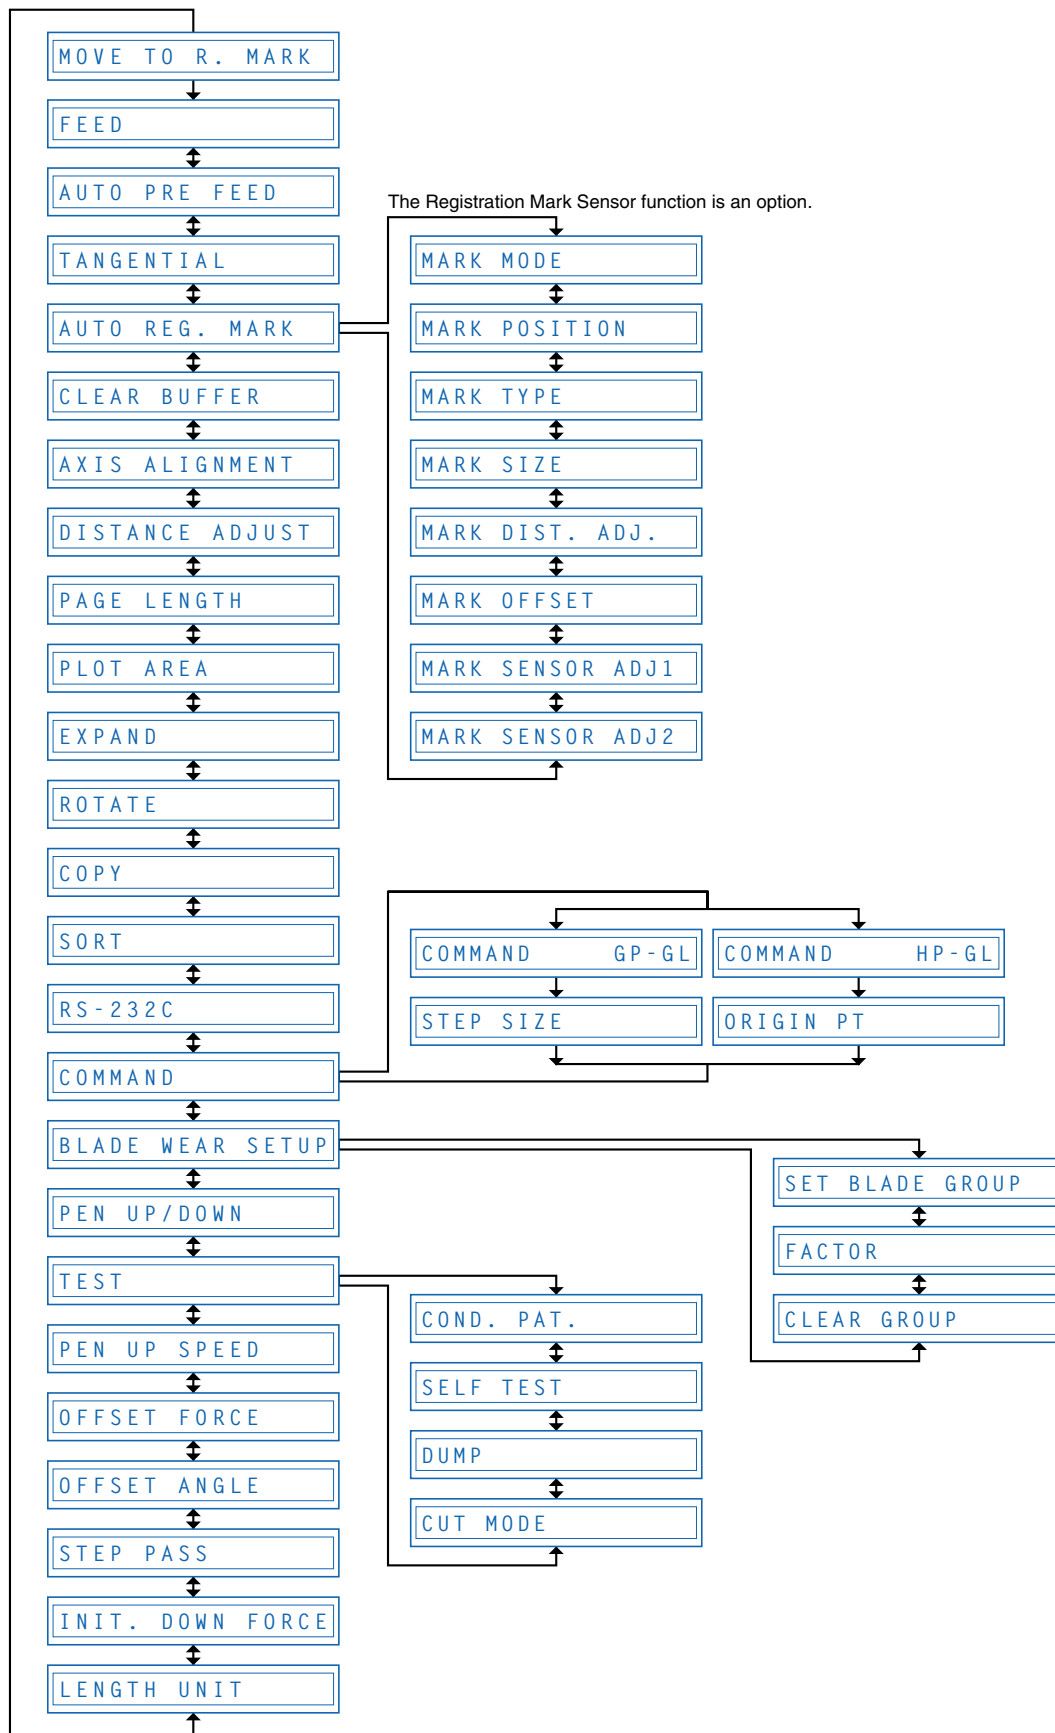 MOVE TO R. MARK
FEED
AUTO PRE FEED
TANGENTIAL
AUTO REG. MARK
CLEAR BUFFER
AXIS ALIGNMENT
DISTANCE ADJUST
PAGE LENGTH
PLOT AREA
EXPAND
ROTATE
COPY
SORT
RS-232C
COMMAND
BLADE WEAR SETUP
PEN UP/DOWN
TEST
PEN UP SPEED
OFFSET FORCE
OFFSET ANGLE
STEP PASS
INIT. DOWN FORCE
LENGTH UNIT
The Registration Mark Sensor function is an option.
MARK MODE
MARK POSITION
MARK TYPE
MARK SIZE
MARK DIST. ADJ.
MARK OFFSET
MARK SENSOR ADJ1
MARK SENSOR ADJ2
COMMAND GP-GL
STEP SIZE
COMMAND HP-GL
ORIGIN PT
SET BLADE GROUP
FACTOR
CLEAR GROUP
COND. PAT.
SELF TEST
DUMP
CUT MODE